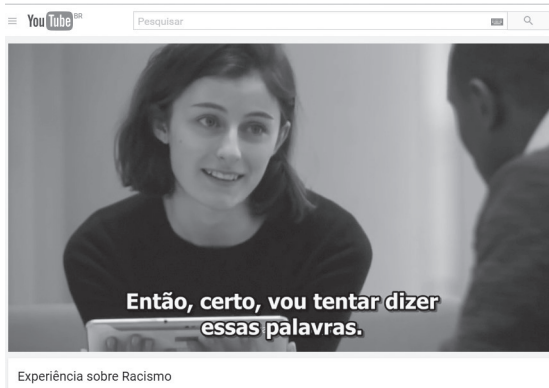 YouTube BR
Pesquisar
Então, certo, vou tentar dizer
essas palavras.
Experiência sobre Racismo